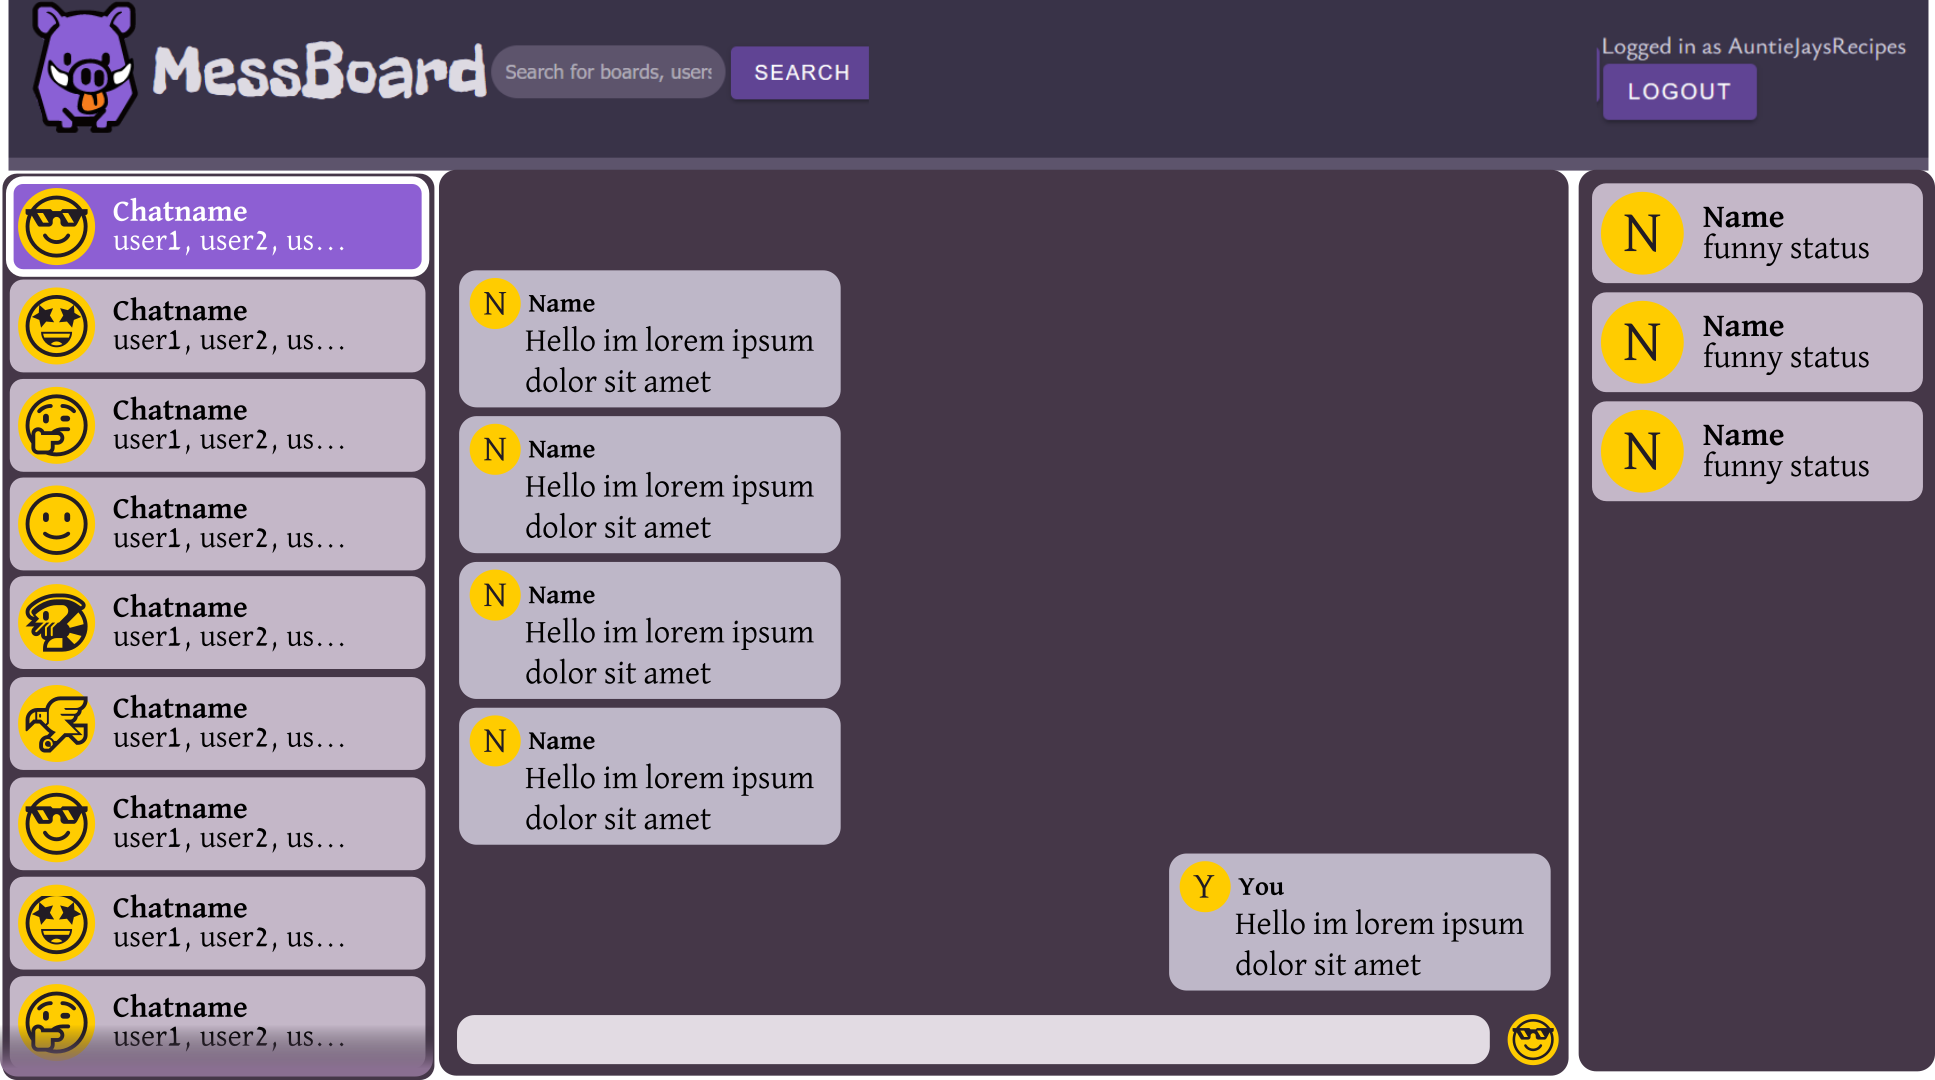 MessBoard
Search for boards, users
SEARCH
Logged in as AuntieJaysRecipes
LOGOUT
Chatname
user1, user2, us...
Chatname
user1, user2, us...
Chatname
user1, user2, us...
Chatname
user1, user2, us...
Chatname
user1, user2, us...
Chatname
user1, user2, us...
Chatname
user1, user2, us...
Chatname
user1, user2, us...
Chatname
user1, user2, us...
N Name
Hello im lorem ipsum
dolor sit amet
N Name
Hello im lorem ipsum
dolor sit amet
N Name
Hello im lorem ipsum
dolor sit amet
N Name
Hello im lorem ipsum
dolor sit amet
Y You
Hello im lorem ipsum
dolor sit amet
N Name
funny status
N Name
funny status
N Name
funny status